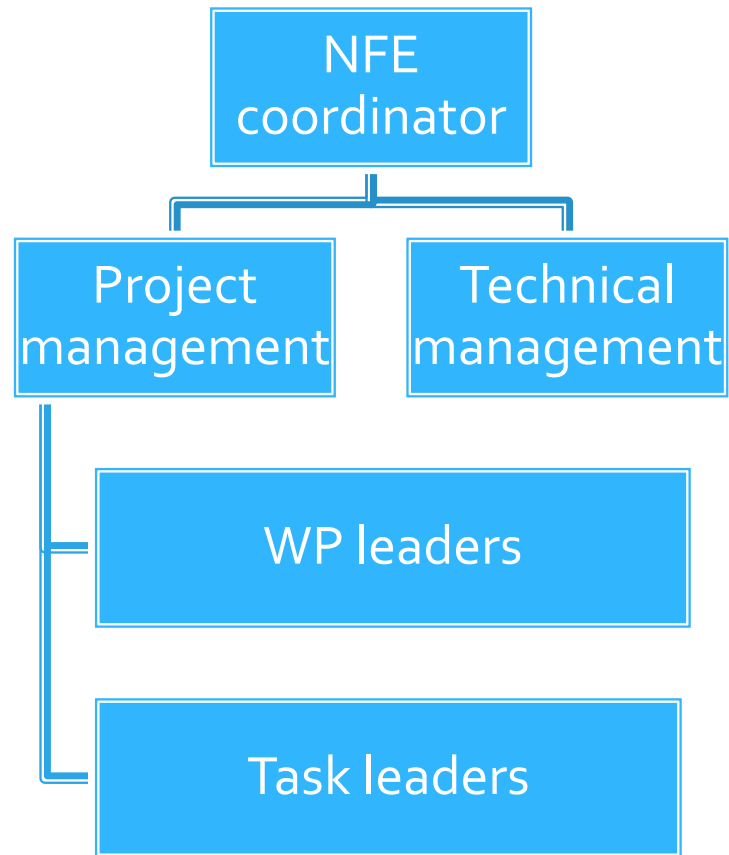 NFE
coordinator
Project
management
Technical
management
WP leaders
Task leaders